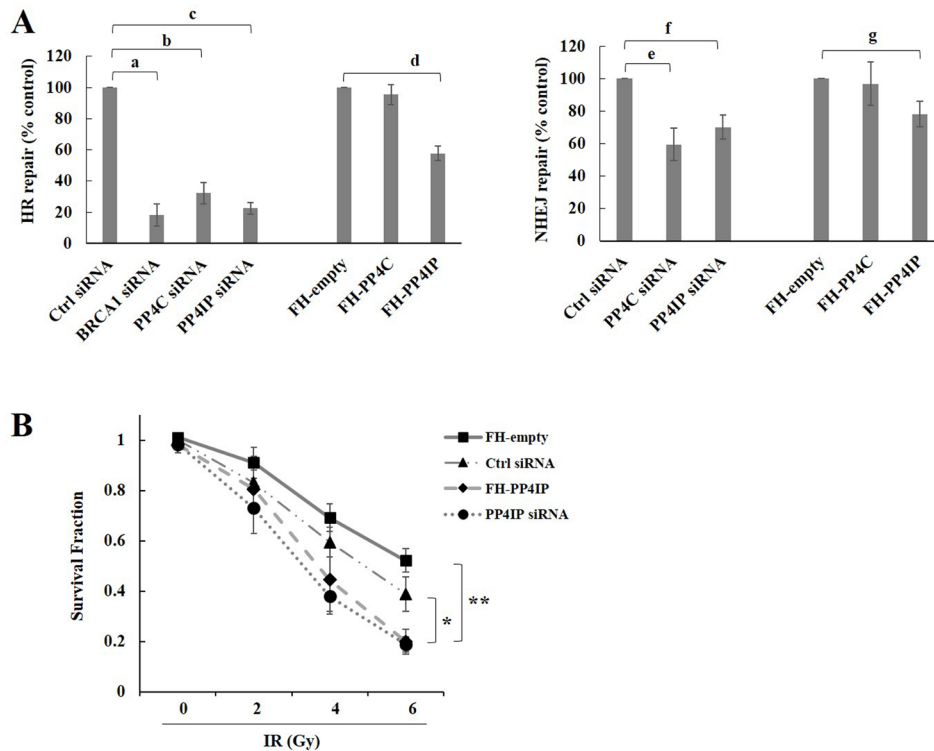 A
c
b
a
d
120
100
80
60
40
20
0
HR repair (% control)
Ctrl siRNA
BRCA1 siRNA
PP4C siRNA
PP4IP siRNA
FH-empty
FH-PP4C
FH-PP4IP
f
e
g
120
100
80
60
40
20
0
NHEJ repair (% control)
Ctrl siRNA
PP4C siRNA
PP4IP siRNA
FH-empty
FH-PP4C
FH-PP4IP
B
1
0.8
0.6
0.4
0.2
0
Survival Fraction
0 2 4 6
IR (Gy)
FH-empty
Ctrl siRNA
FH-PP4IP
PP4IP siRNA
*
**